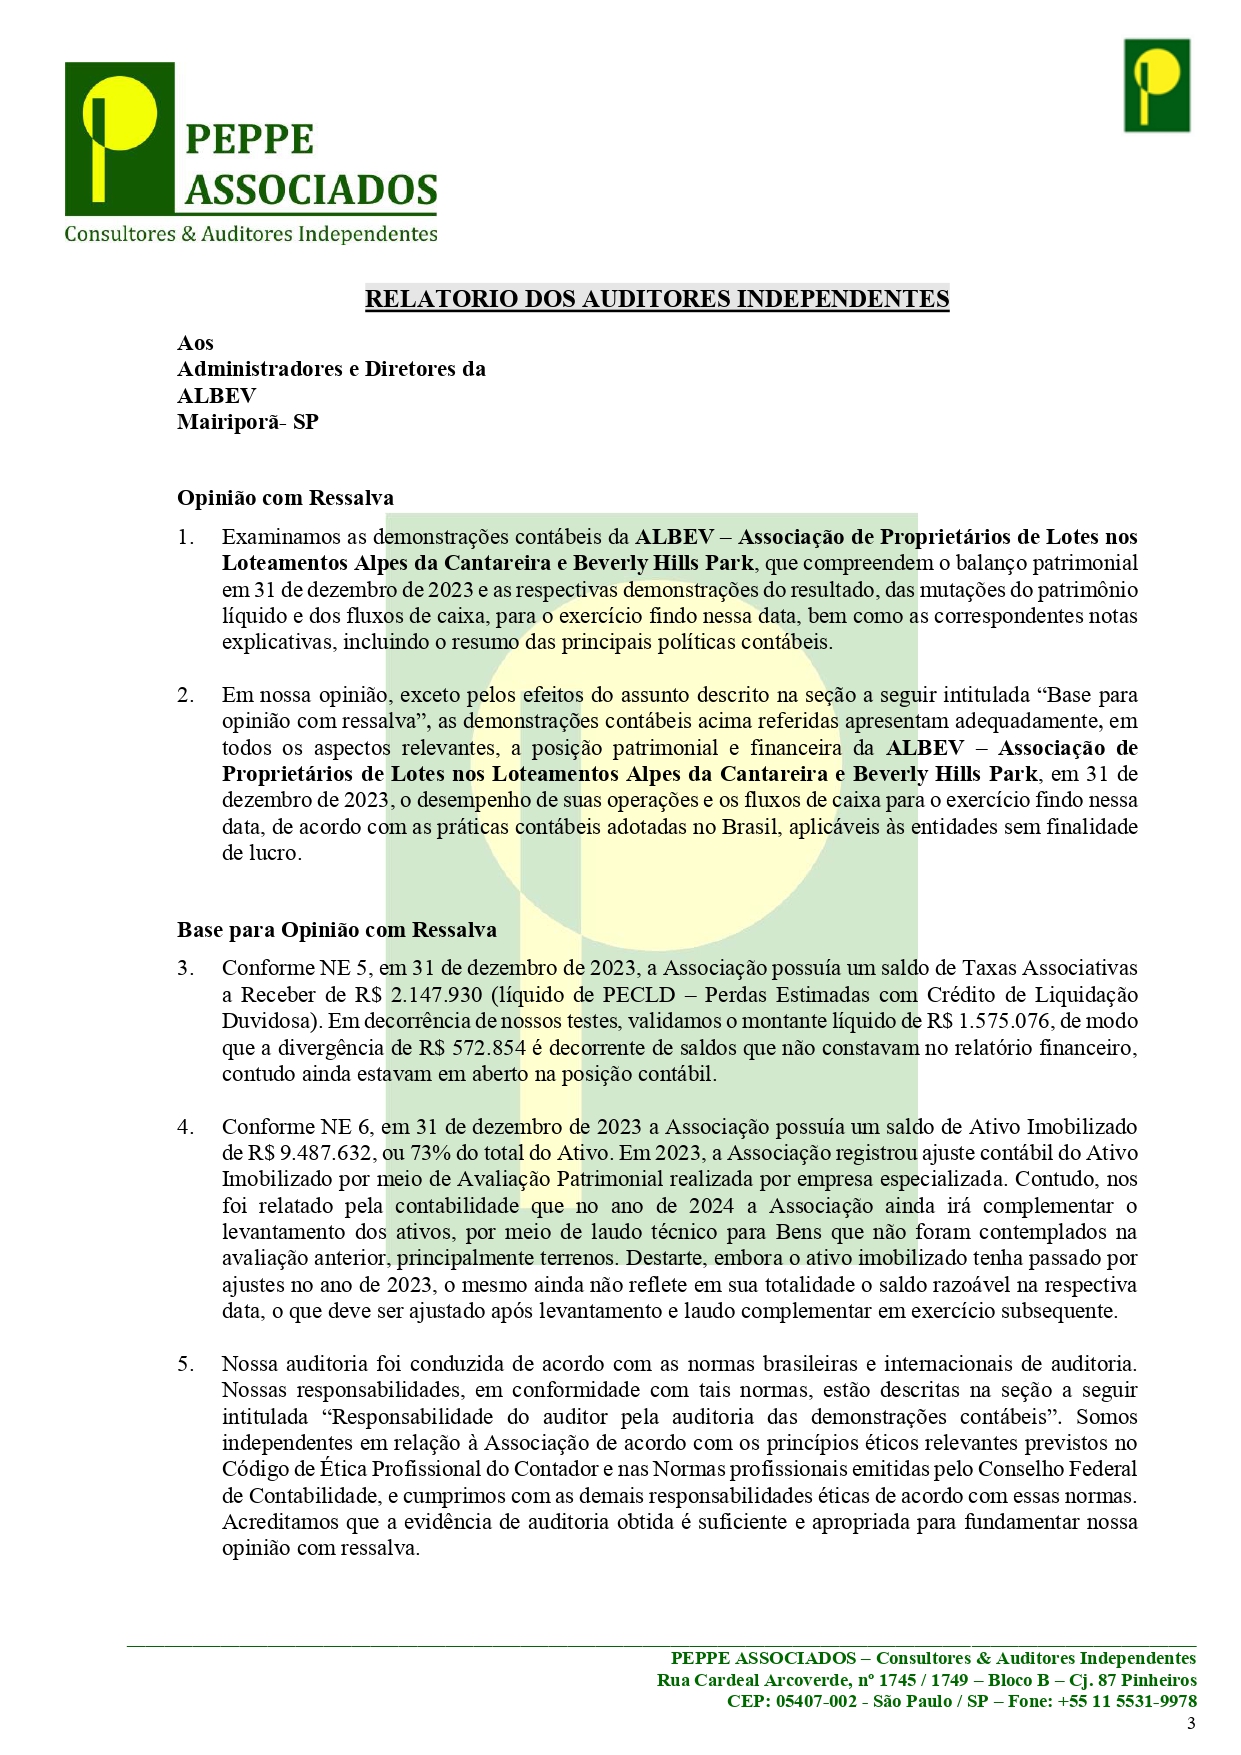 PEPPE
ASSOCIADOS
Consultores & Auditores Independentes
RELATORIO DOS AUDITORES INDEPENDENTES
Aos
Administradores e Diretores da
ALBEV
Mairiporã- SP
Opinião com Ressalva
1. Examinamos as demonstrações contábeis da ALBEV – Associação de Proprietários de Lotes nos
Loteamentos Alpes da Cantareira e Beverly Hills Park, que compreendem o balanço patrimonial
em 31 de dezembro de 2023 e as respectivas demonstrações do resultado, das mutações do patrimônio
líquido e dos fluxos de caixa, para o exercício findo nessa data, bem como as correspondentes notas
explicativas, incluindo o resumo das principais políticas contábeis.
2. Em nossa opinião, exceto pelos efeitos do assunto descrito na seção a seguir intitulada “Base para
opinião com ressalva”, as demonstrações contábeis acima referidas apresentam adequadamente, em
todos os aspectos relevantes, a posição patrimonial e financeira da ALBEV – Associação de
Proprietários de Lotes nos Loteamentos Alpes da Cantareira e Beverly Hills Park, em 31 de
dezembro de 2023, o desempenho de suas operações e os fluxos de caixa para o exercício findo nessa
data, de acordo com as práticas contábeis adotadas no Brasil, aplicáveis às entidades sem finalidade
de lucro.
Base para Opinião com Ressalva
3. Conforme NE 5, em 31 de dezembro de 2023, a Associação possuía um saldo de Taxas Associativas
a Receber de R$ 2.147.930 (líquido de PECLD – Perdas Estimadas com Crédito de Liquidação
Duvidosa). Em decorrência de nossos testes, validamos o montante líquido de R$ 1.575.076, de modo
que a divergência de R$ 572.854 é decorrente de saldos que não constavam no relatório financeiro,
contudo ainda estavam em aberto na posição contábil.
4. Conforme NE 6, em 31 de dezembro de 2023 a Associação possuía um saldo de Ativo Imobilizado
de R$ 9.487.632, ou 73% do total do Ativo. Em 2023, a Associação registrou ajuste contábil do Ativo
Imobilizado por meio de Avaliação Patrimonial realizada por empresa especializada. Contudo, nos
foi relatado pela contabilidade que no ano de 2024 a Associação ainda irá complementar o
levantamento dos ativos, por meio de laudo técnico para Bens que não foram contemplados na
avaliação anterior, principalmente terrenos. Destarte, embora o ativo imobilizado tenha passado por
ajustes no ano de 2023, o mesmo ainda não reflete em sua totalidade o saldo razoável na respectiva
data, o que deve ser ajustado após levantamento e laudo complementar em exercício subsequente.
5. Nossa auditoria foi conduzida de acordo com as normas brasileiras e internacionais de auditoria.
Nossas responsabilidades, em conformidade com tais normas, estão descritas na seção a seguir
intitulada “Responsabilidade do auditor pela auditoria das demonstrações contábeis”. Somos
independentes em relação à Associação de acordo com os princípios éticos relevantes previstos no
Código de Ética Profissional do Contador e nas Normas profissionais emitidas pelo Conselho Federal
de Contabilidade, e cumprimos com as demais responsabilidades éticas de acordo com essas normas.
Acreditamos que a evidência de auditoria obtida é suficiente e apropriada para fundamentar nossa
opinião com ressalva.
PEPPE ASSOCIADOS – Consultores & Auditores Independentes
Rua Cardeal Arcoverde, nº 1745 / 1749 – Bloco B – Cj. 87 Pinheiros
CEP: 05407-002 - São Paulo / SP – Fone: +55 11 5531-9978
3